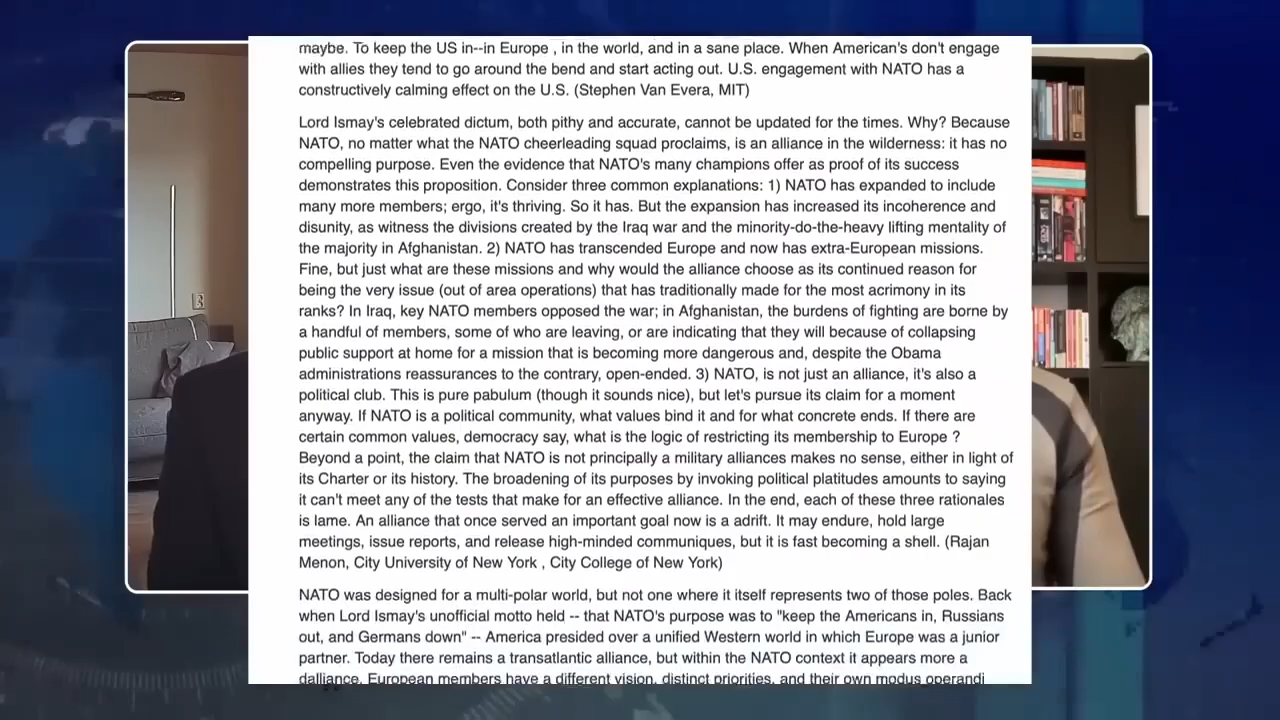 maybe. To keep the US in--in Europe , in the world, and in a sane place. When American's don't engage
with allies they tend to go around the bend and start acting out. U.S. engagement with NATO has a
constructively calming effect on the U.S. (Stephen Van Evera, MIT)
Lord Ismay's celebrated dictum, both pithy and accurate, cannot be updated for the times. Why? Because
NATO, no matter what the NATO cheerleading squad proclaims, is an alliance in the wilderness: it has no
compelling purpose. Even the evidence that NATO's many champions offer as proof of its success
demonstrates this proposition. Consider three common explanations: 1) NATO has expanded to include
many more members; ergo, it's thriving. So it has. But the expansion has increased its incoherence and
disunity, as witness the divisions created by the Iraq war and the minority-do-the-heavy lifting mentality of
the majority in Afghanistan. 2) NATO has transcended Europe and now has extra-European missions.
Fine, but just what are these missions and why would the alliance choose as its continued reason for
being the very issue (out of area operations) that has traditionally made for the most acrimony in its
ranks? In Iraq, key NATO members opposed the war; in Afghanistan, the burdens of fighting are borne by
a handful of members, some of who are leaving, or are indicating that they will because of collapsing
public support at home for a mission that is becoming more dangerous and, despite the Obama
administrations reassurances to the contrary, open-ended. 3) NATO, is not just an alliance, it's also a
political club. This is pure pabulum (though it sounds nice), but let's pursue its claim for a moment
anyway. If NATO is a political community, what values bind it and for what concrete ends. If there are
certain common values, democracy say, what is the logic of restricting its membership to Europe ?
Beyond a point, the claim that NATO is not principally a military alliances makes no sense, either in light of
its Charter or its history. The broadening of its purposes by invoking political platitudes amounts to saying
it can't meet any of the tests that make for an effective alliance. In the end, each of these three rationales
is lame. An alliance that once served an important goal now is a adrift. It may endure, hold large
meetings, issue reports, and release high-minded communiques, but it is fast becoming a shell. (Rajan
Menon, City University of New York , City College of New York)
NATO was designed for a multi-polar world, but not one where it itself represents two of those poles. Back
when Lord Ismay's unofficial motto held -- that NATO's purpose was to "keep the Americans in, Russians
out, and Germans down" -- America presided over a unified Western world in which Europe was a junior
partner. Today there remains a transatlantic alliance, but within the NATO context it appears more a
dalliance. European members have a different vision, distinct priorities, and their own modus operandi